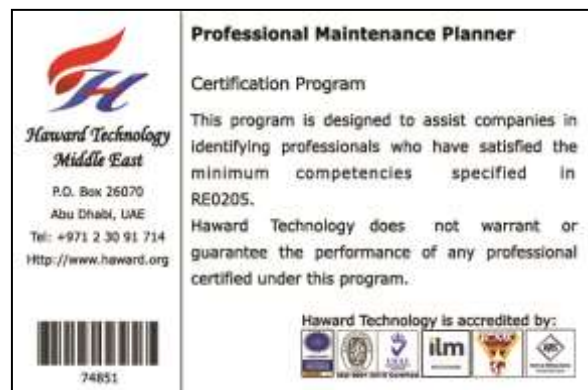 Haward Technology
Middle East
P.O. Box 26070
Abu Dhabi, UAE
Tel: +971 2 30 91 714
Http://www.haward.org
74851
Professional Maintenance Planner
Certification Program
This program is designed to assist companies in
identifying professionals who have satisfied the
minimum competencies specified in
RE0205.
Haward Technology does not warrant or
guarantee the performance of any professional
certified under this program.
Haward Technology is accredited by:
ilm